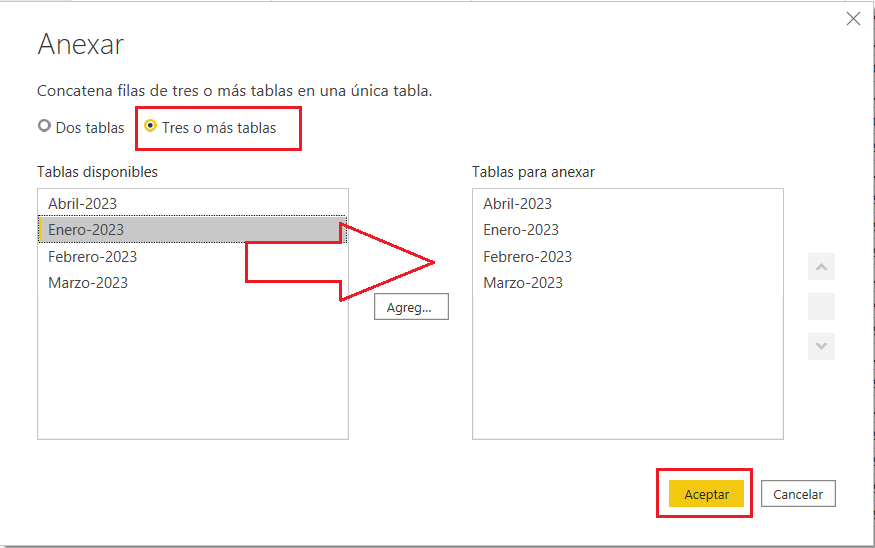 Anexar
Concatena filas de tres o más tablas en una única tabla.
Dos tablas
Tres o más tablas
Tablas disponibles
Abril-2023
Enero-2023
Febrero-2023
Marzo-2023
Agreg...
Tablas para anexar
Abril-2023
Enero-2023
Febrero-2023
Marzo-2023
Aceptar
Cancelar